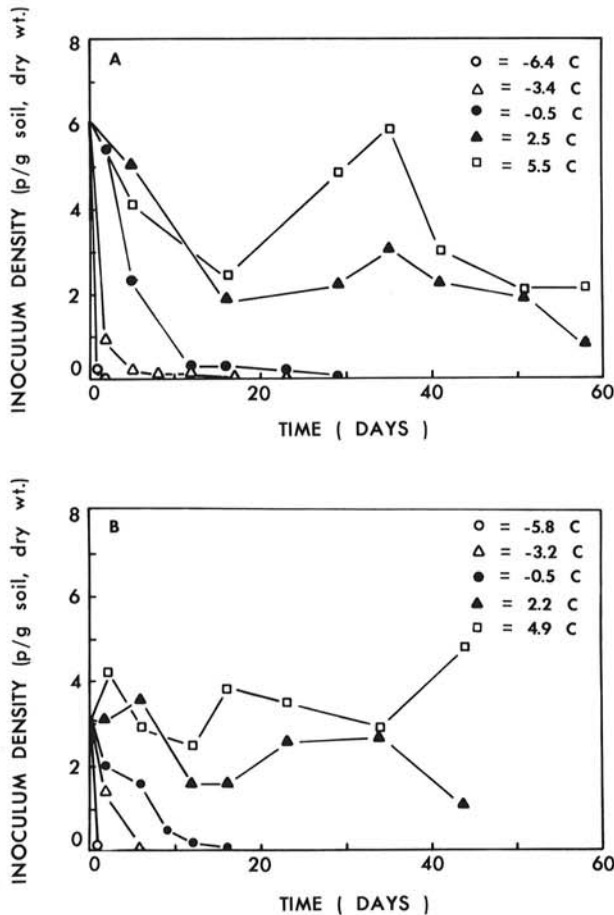 A
INOCULUM DENSITY (p/g soil, dry wt.)
8
6
4
2
0
○ = -6.4 C
△ = -3.4 C
● = -0.5 C
▲ = 2.5 C
□ = 5.5 C
0 20 40 60
TIME ( DAYS )
B
INOCULUM DENSITY (p/g soil, dry wt.)
8
6
4
2
0
○ = -5.8 C
△ = -3.2 C
● = -0.5 C
▲ = 2.2 C
□ = 4.9 C
0 20 40 60
TIME ( DAYS )